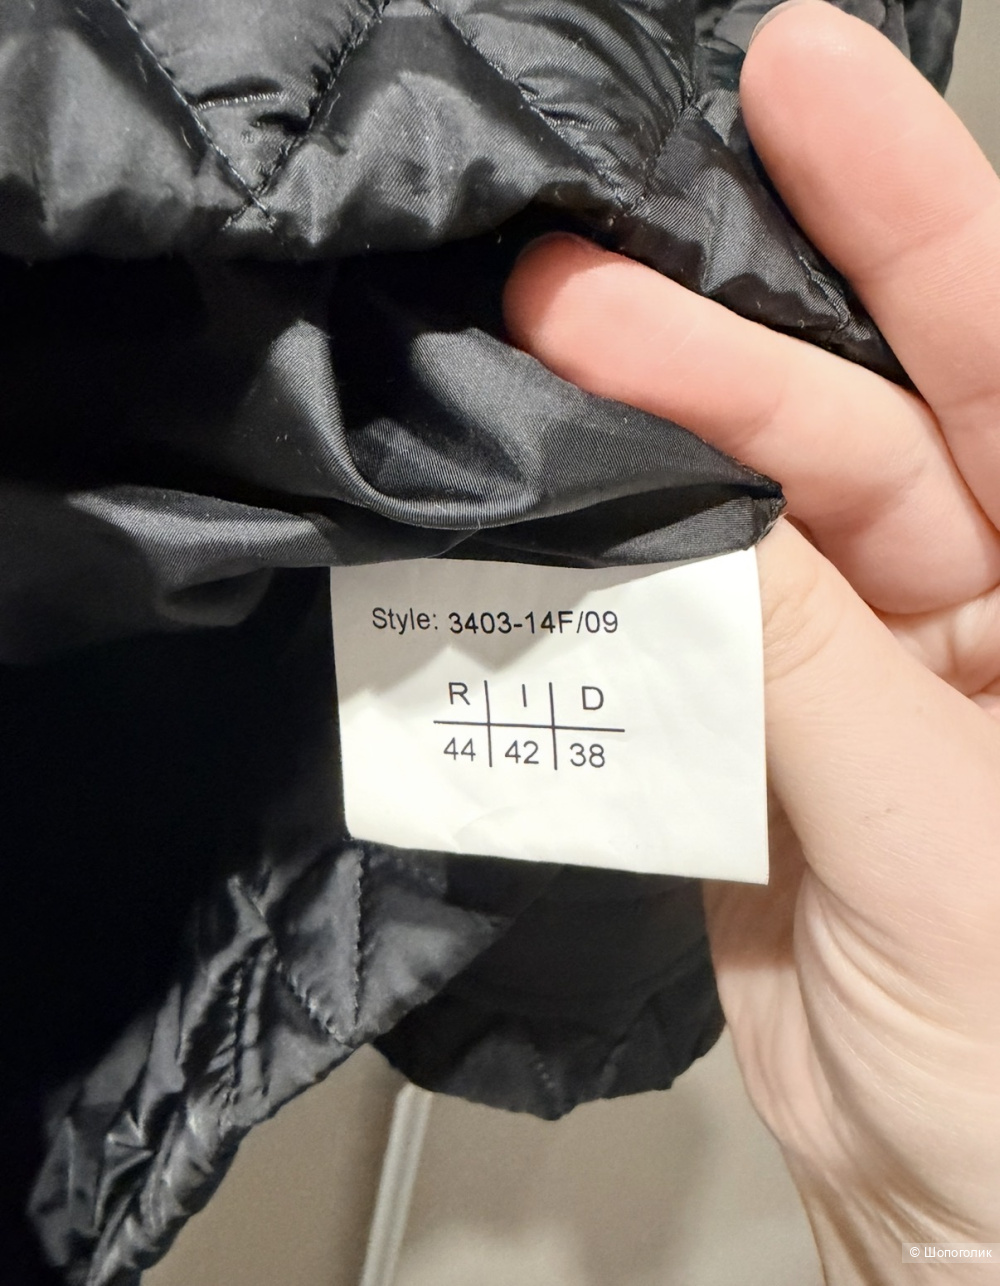 Style: 3403-14F/09
R | I | D
44 | 42 | 38
© Шопоголик